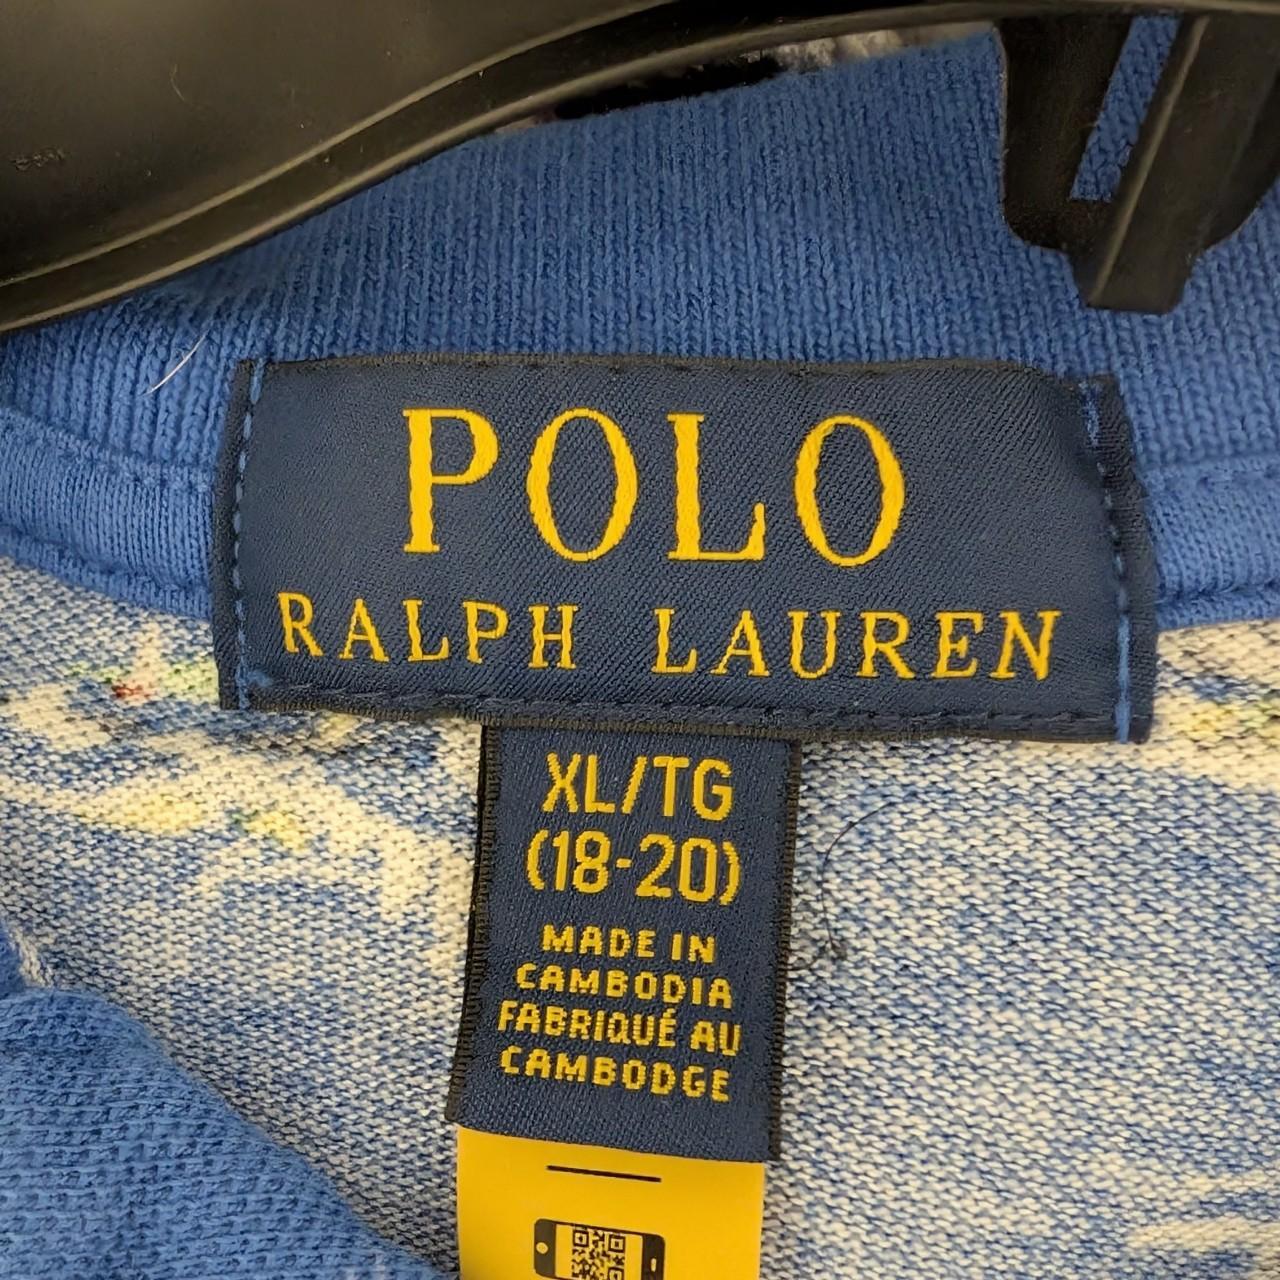 POLO
RALPH LAUREN
XL/TG
(18-20)
MADE IN
CAMBODIA
FABRIQUÉ AU
CAMBODGE